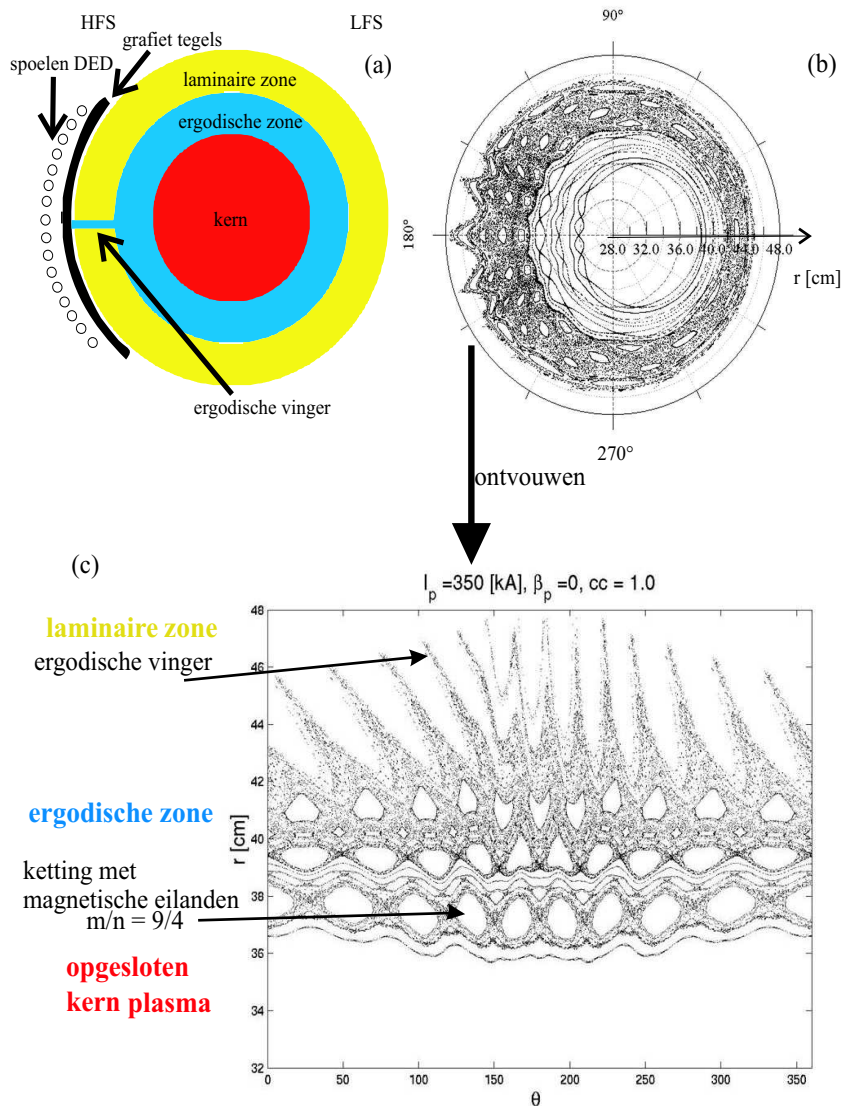 HFS
LFS
grafiet tegels
spoelen DED
(a)
laminaire zone
ergodische zone
kern
ergodische vinger
90°
(b)
180°
28.0 32.0 36.0 40.0 44.0 48.0
r [cm]
270°
ontvouwen
(c)
I_p =350 [kA], β_p =0, cc = 1.0
laminaire zone
ergodische vinger
ergodische zone
ketting met
magnetische eilanden
m/n = 9/4
opgesloten
kern plasma
r [cm]
48
46
44
42
40
38
36
34
32
0 50 100 150 200 250 300 350
θ